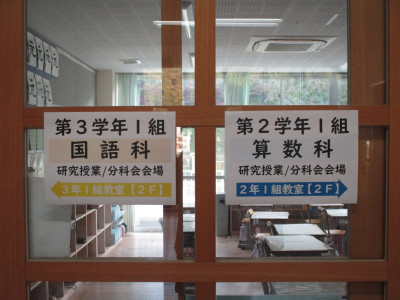 第3学年1組
国語科
研究授業/分科会会場
3年1組教室【2F】
第2学年1組
算数科
研究授業/分科会会場
2年1組教室【2F】